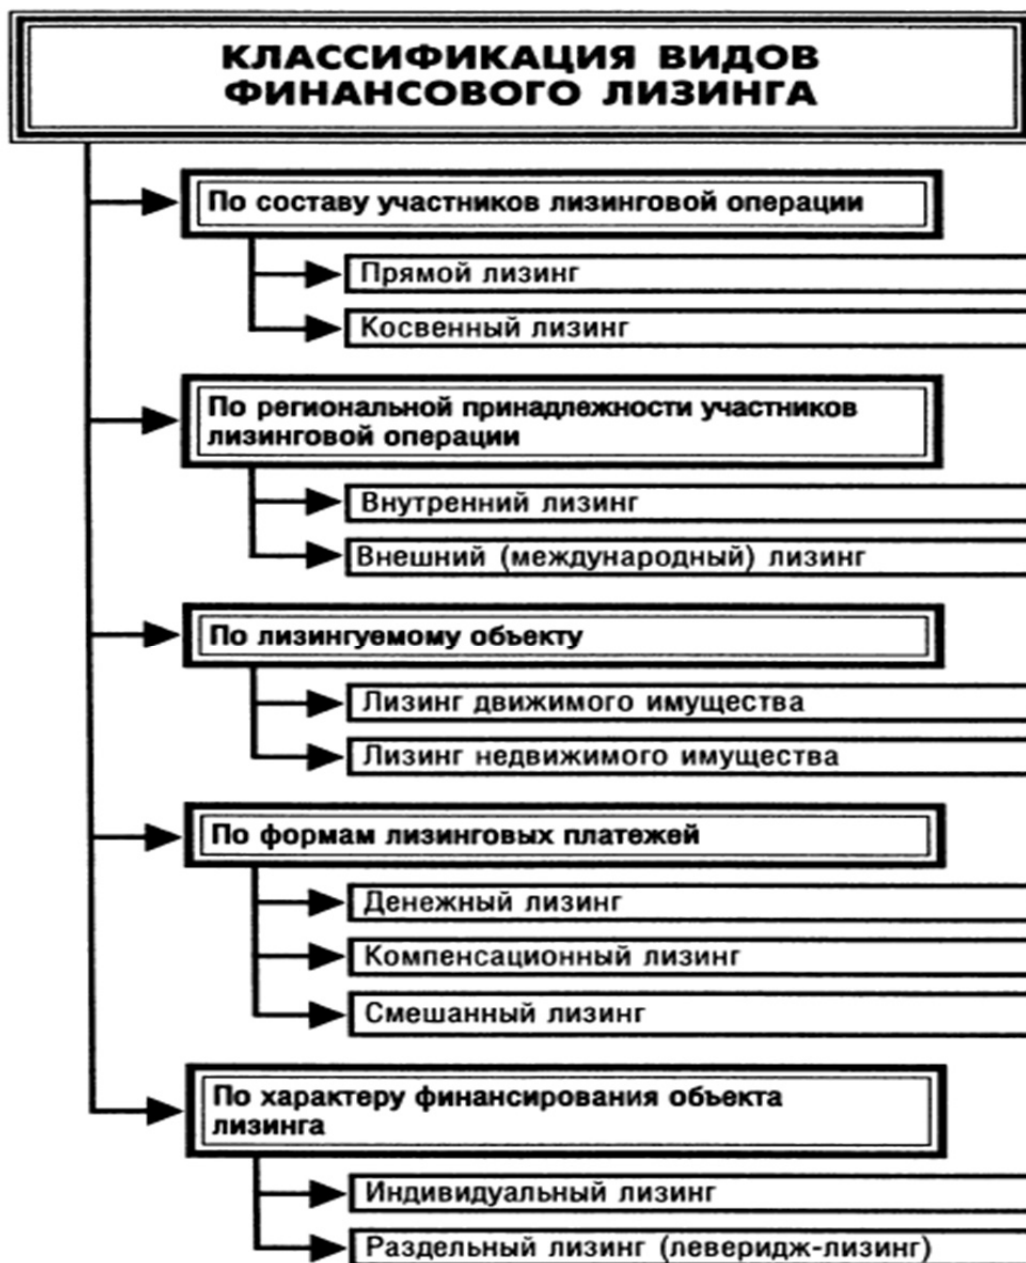 КЛАССИФИКАЦИЯ ВИДОВ
ФИНАНСОВОГО ЛИЗИНГА
По составу участников лизинговой операции
Прямой лизинг
Косвенный лизинг
По региональной принадлежности участников
лизинговой операции
Внутренний лизинг
Внешний (международный) лизинг
По лизингуемому объекту
Лизинг движимого имущества
Лизинг недвижимого имущества
По формам лизинговых платежей
Денежный лизинг
Компенсационный лизинг
Смешанный лизинг
По характеру финансирования объекта
лизинга
Индивидуальный лизинг
Раздельный лизинг (леверидж-лизинг)